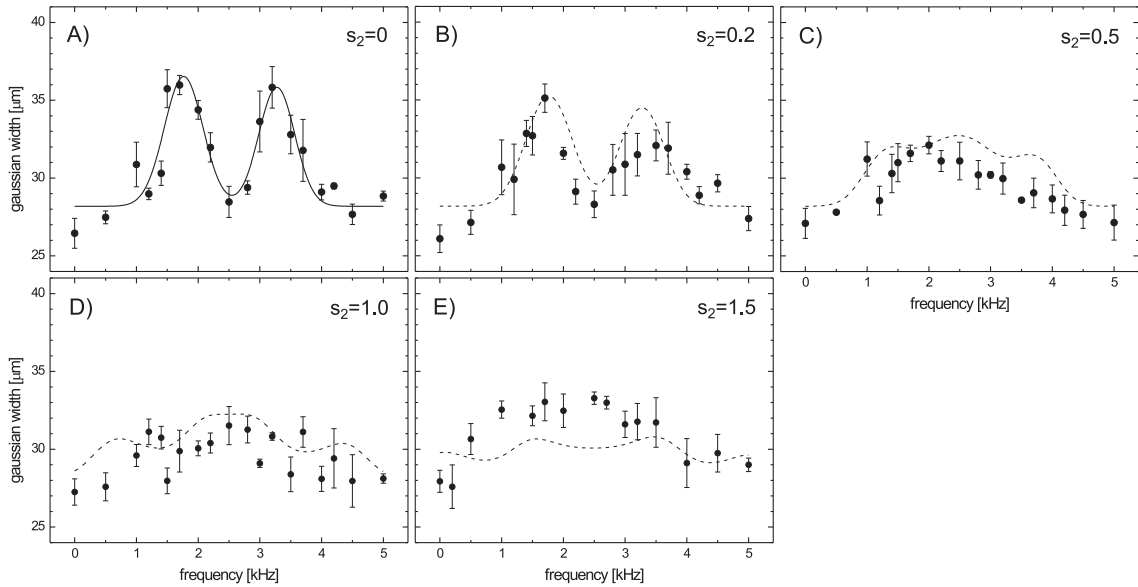 A) s₂=0
B) s₂=0.2
C) s₂=0.5
gaussian width [μm]
40
35
30
25
0 1 2 3 4 5
frequency [kHz]
D) s₂=1.0
E) s₂=1.5
gaussian width [μm]
40
35
30
25
0 1 2 3 4 5
frequency [kHz]
0 1 2 3 4 5
frequency [kHz]